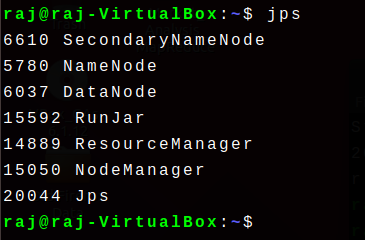 raj@raj-VirtualBox:~$ jps
6610 SecondaryNameNode
5780 NameNode
6037 DataNode
15592 RunJar
14889 ResourceManager
15050 NodeManager
20044 Jps
raj@raj-VirtualBox:~$